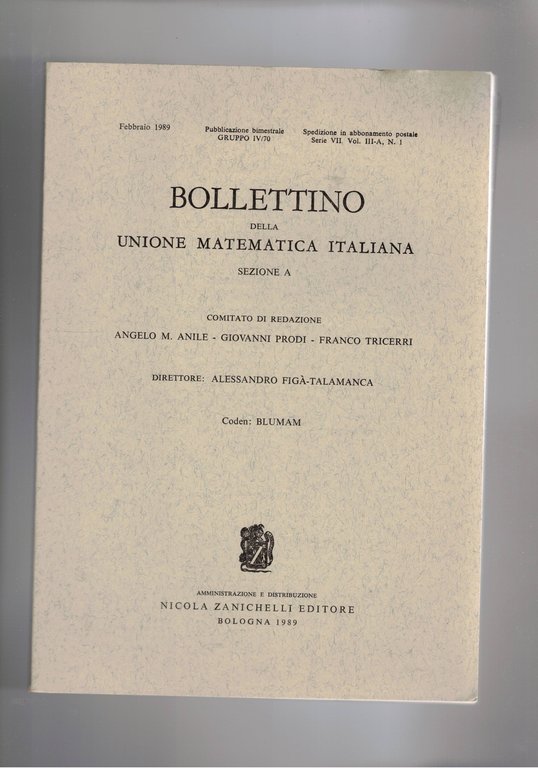 Febbraio 1989
Pubblicazione bimestrale
GRUPPO IV/70
Spedizione in abbonamento postale
Serie VII, Vol. III-A, N. 1
BOLLETTINO
DELLA
UNIONE MATEMATICA ITALIANA
SEZIONE A
COMITATO DI REDAZIONE
ANGELO M. ANILE - GIOVANNI PRODI - FRANCO TRICERRI
DIRETTORE: ALESSANDRO FIGÀ-TALAMANCA
Coden: BLUMAM
AMMINISTRAZIONE E DISTRIBUZIONE
NICOLA ZANICHELLI EDITORE
BOLOGNA 1989